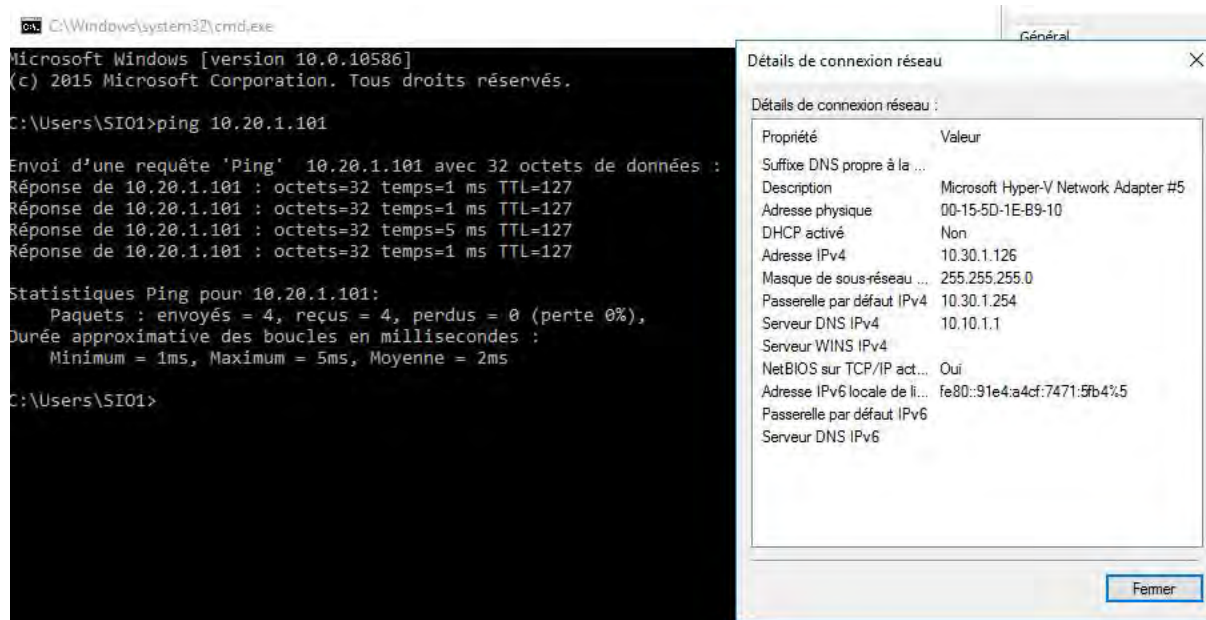 C:\Windows\system32\cmd.exe
Microsoft Windows [version 10.0.10586]
(c) 2015 Microsoft Corporation. Tous droits réservés.
C:\Users\SIO1>ping 10.20.1.101
Envoi d’une requête 'Ping'  10.20.1.101 avec 32 octets de données :
Réponse de 10.20.1.101 : octets=32 temps=1 ms TTL=127
Réponse de 10.20.1.101 : octets=32 temps=1 ms TTL=127
Réponse de 10.20.1.101 : octets=32 temps=5 ms TTL=127
Réponse de 10.20.1.101 : octets=32 temps=1 ms TTL=127
Statistiques Ping pour 10.20.1.101:
Paquets : envoyés = 4, reçus = 4, perdus = 0 (perte 0%),
Durée approximative des boucles en millisecondes :
Minimum = 1ms, Maximum = 5ms, Moyenne = 2ms
C:\Users\SIO1>
Général
Détails de connexion réseau
Détails de connexion réseau :
Propriété Valeur
Suffixe DNS propre à la ...
Description Microsoft Hyper-V Network Adapter #5
Adresse physique 00-15-5D-1E-B9-10
DHCP activé Non
Adresse IPv4 10.30.1.126
Masque de sous-réseau ... 255.255.255.0
Passerelle par défaut IPv4 10.30.1.254
Serveur DNS IPv4 10.10.1.1
Serveur WINS IPv4
NetBIOS sur TCP/IP act... Oui
Adresse IPv6 locale de li... fe80::91e4:a4cf:7471:5fb4%5
Passerelle par défaut IPv6
Serveur DNS IPv6
Fermer